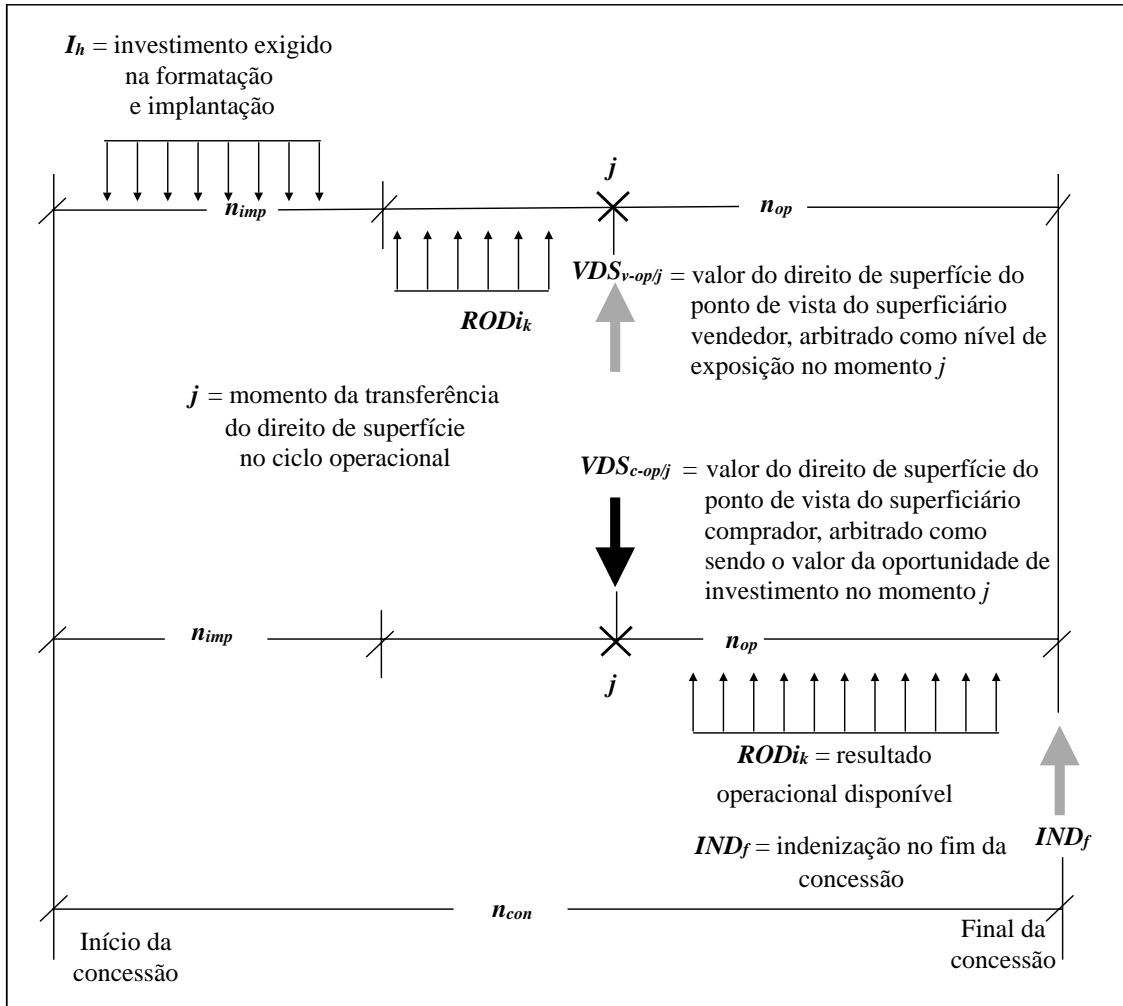 I_h = investimento exigido
na formatação
e implantação
j
n_imp
n_op
VDS_v-op/j = valor do direito de superfície do
ponto de vista do superficiário
vendedor, arbitrado como nível de
exposição no momento j
RODi_k
j = momento da transferência
do direito de superfície
no ciclo operacional
VDS_c-op/j = valor do direito de superfície do
ponto de vista do superficiário
comprador, arbitrado como
sendo o valor da oportunidade de
investimento no momento j
n_imp
n_op
j
RODi_k = resultado
operacional disponível
IND_f = indenização no fim da
concessão
IND_f
n_con
Início da
concessão
Final da
concessão